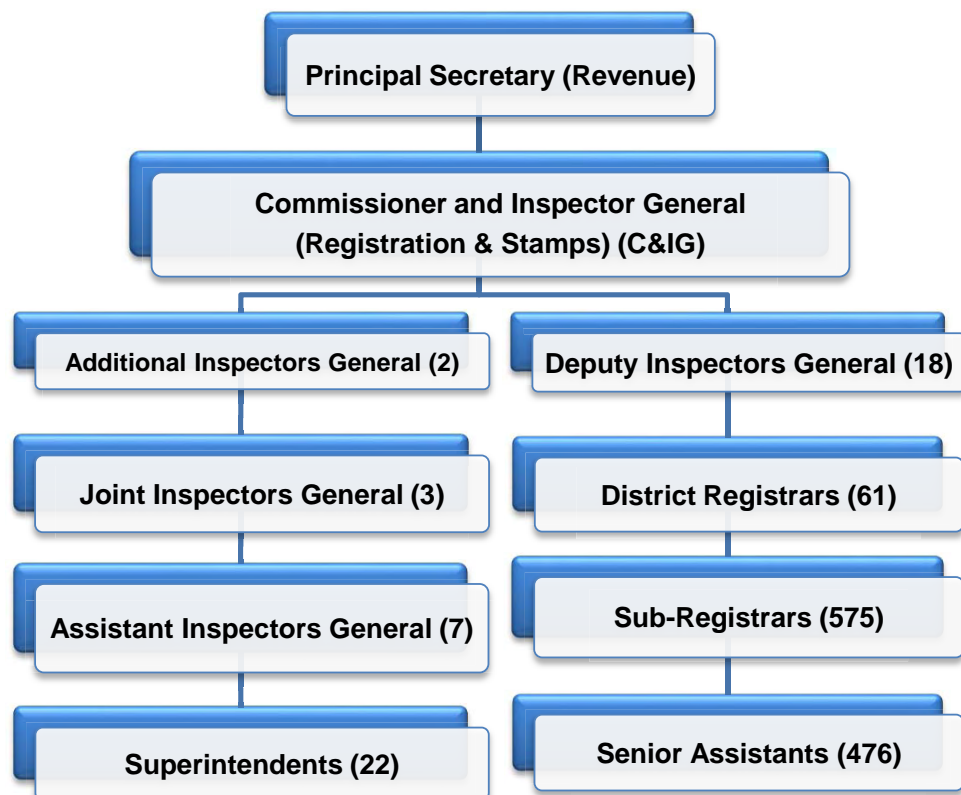 Principal Secretary (Revenue)
Commissioner and Inspector General
(Registration & Stamps) (C&IG)
Additional Inspectors General (2)
Deputy Inspectors General (18)
Joint Inspectors General (3)
District Registrars (61)
Assistant Inspectors General (7)
Sub-Registrars (575)
Superintendents (22)
Senior Assistants (476)